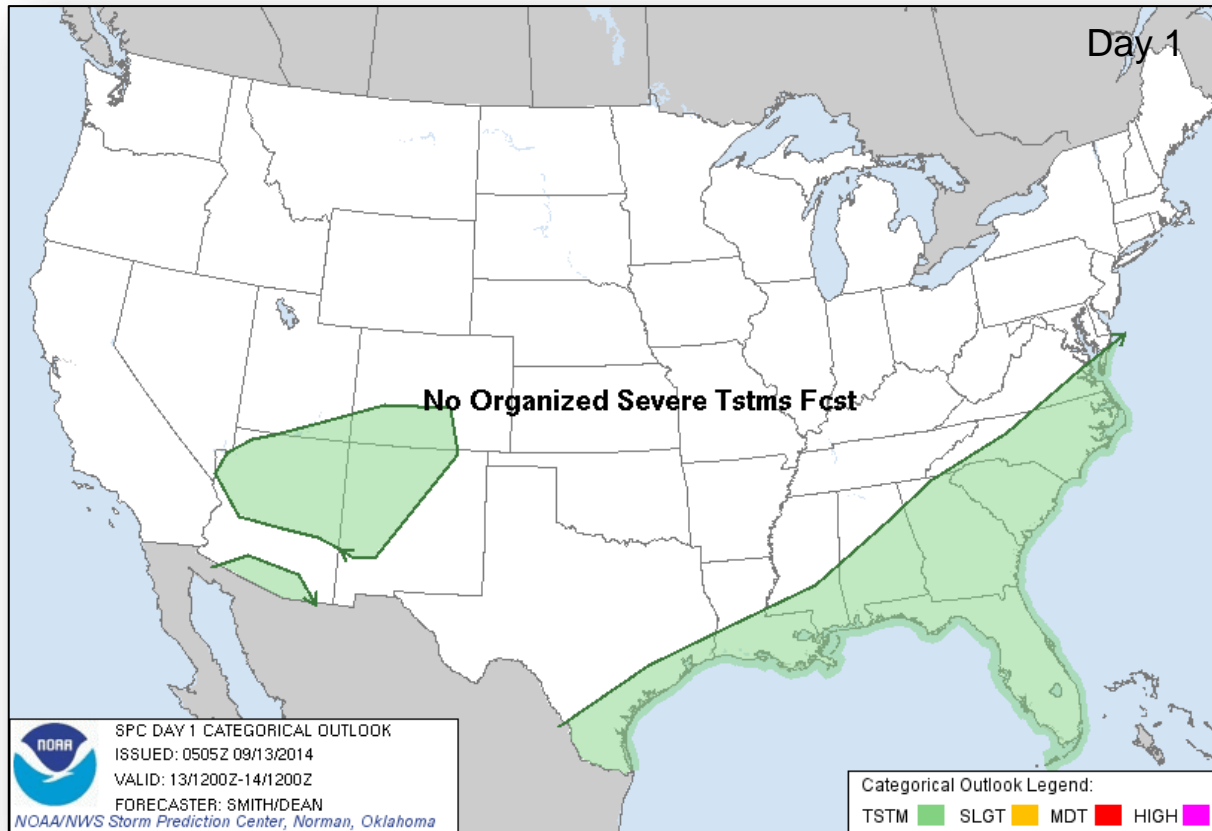 Day 1
No Organized Severe Tstms Fcst
NOAA
SPC DAY 1 CATEGORICAL OUTLOOK
ISSUED: 0505Z 09/13/2014
VALID: 13/1200Z-14/1200Z
FORECASTER: SMITH/DEAN
NOAA/NWS Storm Prediction Center, Norman, Oklahoma
Categorical Outlook Legend:
TSTM SLGT MDT HIGH